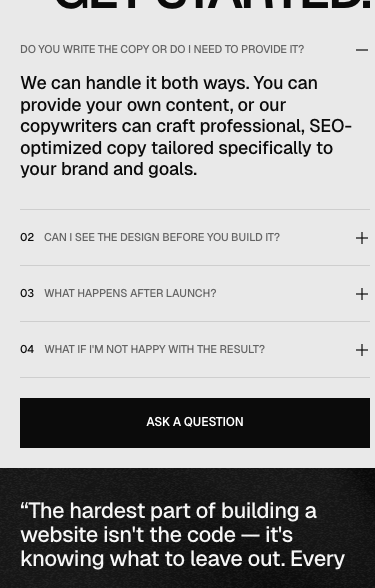 GET STARTED.
DO YOU WRITE THE COPY OR DO I NEED TO PROVIDE IT?
We can handle it both ways. You can
provide your own content, or our
copywriters can craft professional, SEO-
optimized copy tailored specifically to
your brand and goals.
02 CAN I SEE THE DESIGN BEFORE YOU BUILD IT?
03 WHAT HAPPENS AFTER LAUNCH?
04 WHAT IF I'M NOT HAPPY WITH THE RESULT?
ASK A QUESTION
“The hardest part of building a
website isn't the code — it's
knowing what to leave out. Every